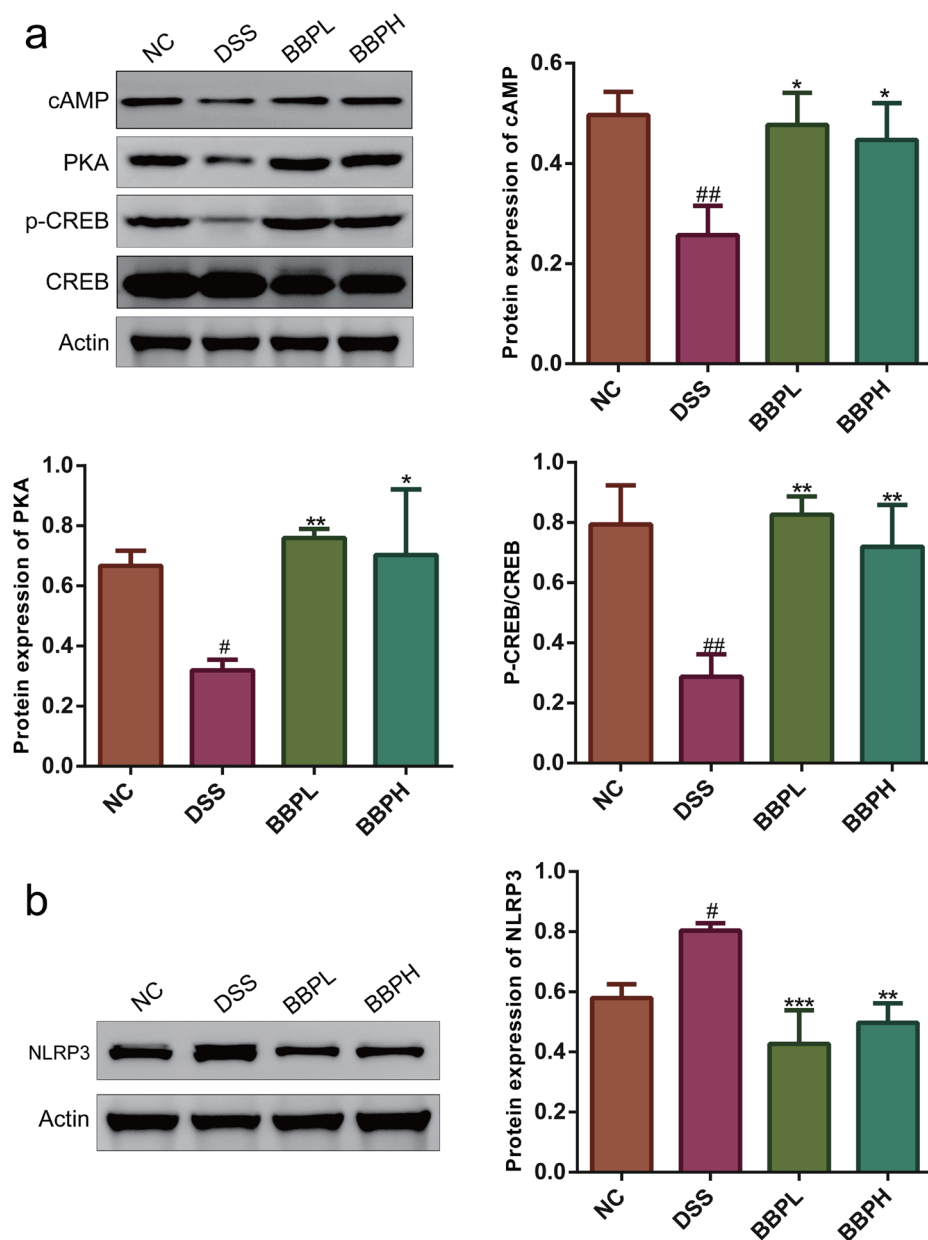 a
NC DSS BBPL BBPH
cAMP
PKA
p-CREB
CREB
Actin
Protein expression of cAMP
0.6
0.4
0.2
0.0
##
*
*
NC DSS BBPL BBPH
Protein expression of PKA
1.0
0.8
0.6
0.4
0.2
0.0
#
**
*
NC DSS BBPL BBPH
P-CREB/CREB
1.0
0.8
0.6
0.4
0.2
0.0
##
**
**
NC DSS BBPL BBPH
b
NC DSS BBPL BBPH
NLRP3
Actin
Protein expression of NLRP3
1.0
0.8
0.6
0.4
0.2
0.0
#
***
**
NC DSS BBPL BBPH